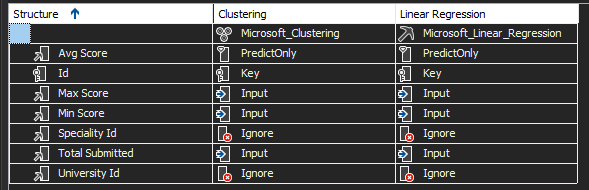 Structure Clustering Linear Regression
Microsoft_Clustering Microsoft_Linear_Regression
Avg Score PredictOnly PredictOnly
Id Key Key
Max Score Input Input
Min Score Input Input
Speciality Id Ignore Ignore
Total Submitted Input Input
University Id Ignore Ignore